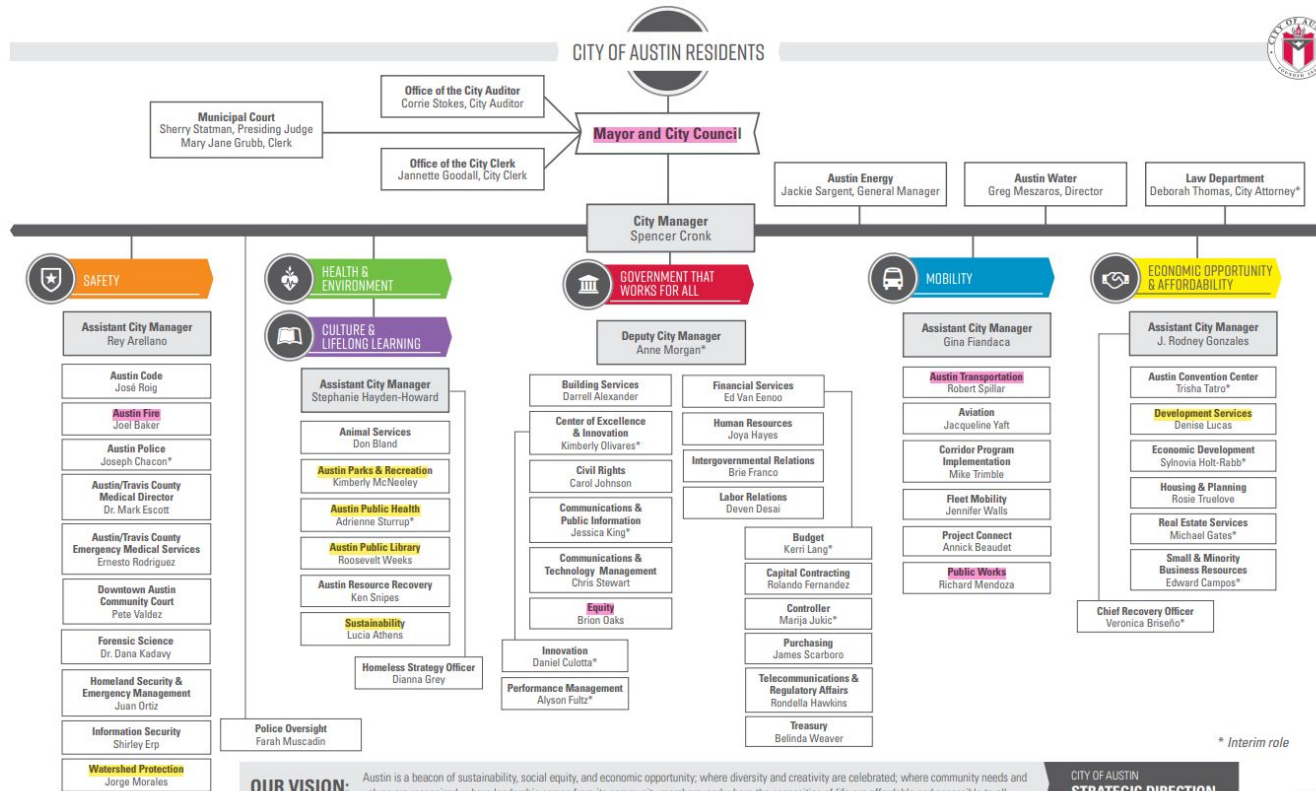 CITY OF AUSTIN RESIDENTS
Office of the City Auditor
Corrie Stokes, City Auditor
Municipal Court
Sherry Statman, Presiding Judge
Mary Jane Grubb, Clerk
Mayor and City Council
Office of the City Clerk
Jannette Goodall, City Clerk
Austin Energy
Jackie Sargent, General Manager
Austin Water
Greg Meszaros, Director
Law Department
Deborah Thomas, City Attorney*
City Manager
Spencer Cronk
SAFETY
Assistant City Manager
Rey Arellano
Austin Code
José Roig
Austin Fire
Joel Baker
Austin Police
Joseph Chacon*
Austin/Travis County
Medical Director
Dr. Mark Escott
Austin/Travis County
Emergency Medical Services
Ernesto Rodriguez
Downtown Austin
Community Court
Pete Valdez
Forensic Science
Dr. Dana Kadavy
Homeland Security &
Emergency Management
Juan Ortiz
Information Security
Shirley Erp
Watershed Protection
Jorge Morales
Police Oversight
Farah Muscadin
HEALTH &
ENVIRONMENT
CULTURE &
LIFELONG LEARNING
Assistant City Manager
Stephanie Hayden-Howard
Animal Services
Don Bland
Austin Parks & Recreation
Kimberly McNeeley
Austin Public Health
Adrienne Sturrup*
Austin Public Library
Roosevelt Weeks
Austin Resource Recovery
Ken Snipes
Sustainability
Lucia Athens
Homeless Strategy Officer
Dianna Grey
GOVERNMENT THAT
WORKS FOR ALL
Deputy City Manager
Anne Morgan*
Building Services
Darrell Alexander
Center of Excellence
& Innovation
Kimberly Olivares*
Civil Rights
Carol Johnson
Communications &
Public Information
Jessica King*
Communications &
Technology Management
Chris Stewart
Equity
Brion Oaks
Innovation
Daniel Culotta*
Performance Management
Alyson Fultz*
Financial Services
Ed Van Eenoo
Human Resources
Joya Hayes
Intergovernmental Relations
Brie Franco
Labor Relations
Deven Desai
Budget
Kerri Lang*
Capital Contracting
Rolando Fernandez
Controller
Marija Jukic*
Purchasing
James Scarboro
Telecommunications &
Regulatory Affairs
Rondella Hawkins
Treasury
Belinda Weaver
MOBILITY
Assistant City Manager
Gina Fiandaca
Austin Transportation
Robert Spillar
Aviation
Jacqueline Yaft
Corridor Program
Implementation
Mike Trimble
Fleet Mobility
Jennifer Walls
Project Connect
Annick Beaudet
Public Works
Richard Mendoza
ECONOMIC OPPORTUNITY
& AFFORDABILITY
Assistant City Manager
J. Rodney Gonzales
Austin Convention Center
Trisha Tatro*
Development Services
Denise Lucas
Economic Development
Sylnovia Holt-Rabb*
Housing & Planning
Rosie Truelove
Real Estate Services
Michael Gates*
Small & Minority
Business Resources
Edward Campos*
Chief Recovery Officer
Veronica Briseño*
* Interim role
OUR VISION: Austin is a beacon of sustainability, social equity, and economic opportunity; where diversity and creativity are celebrated; where community needs and
CITY OF AUSTIN
STRATEGIC DIRECTION